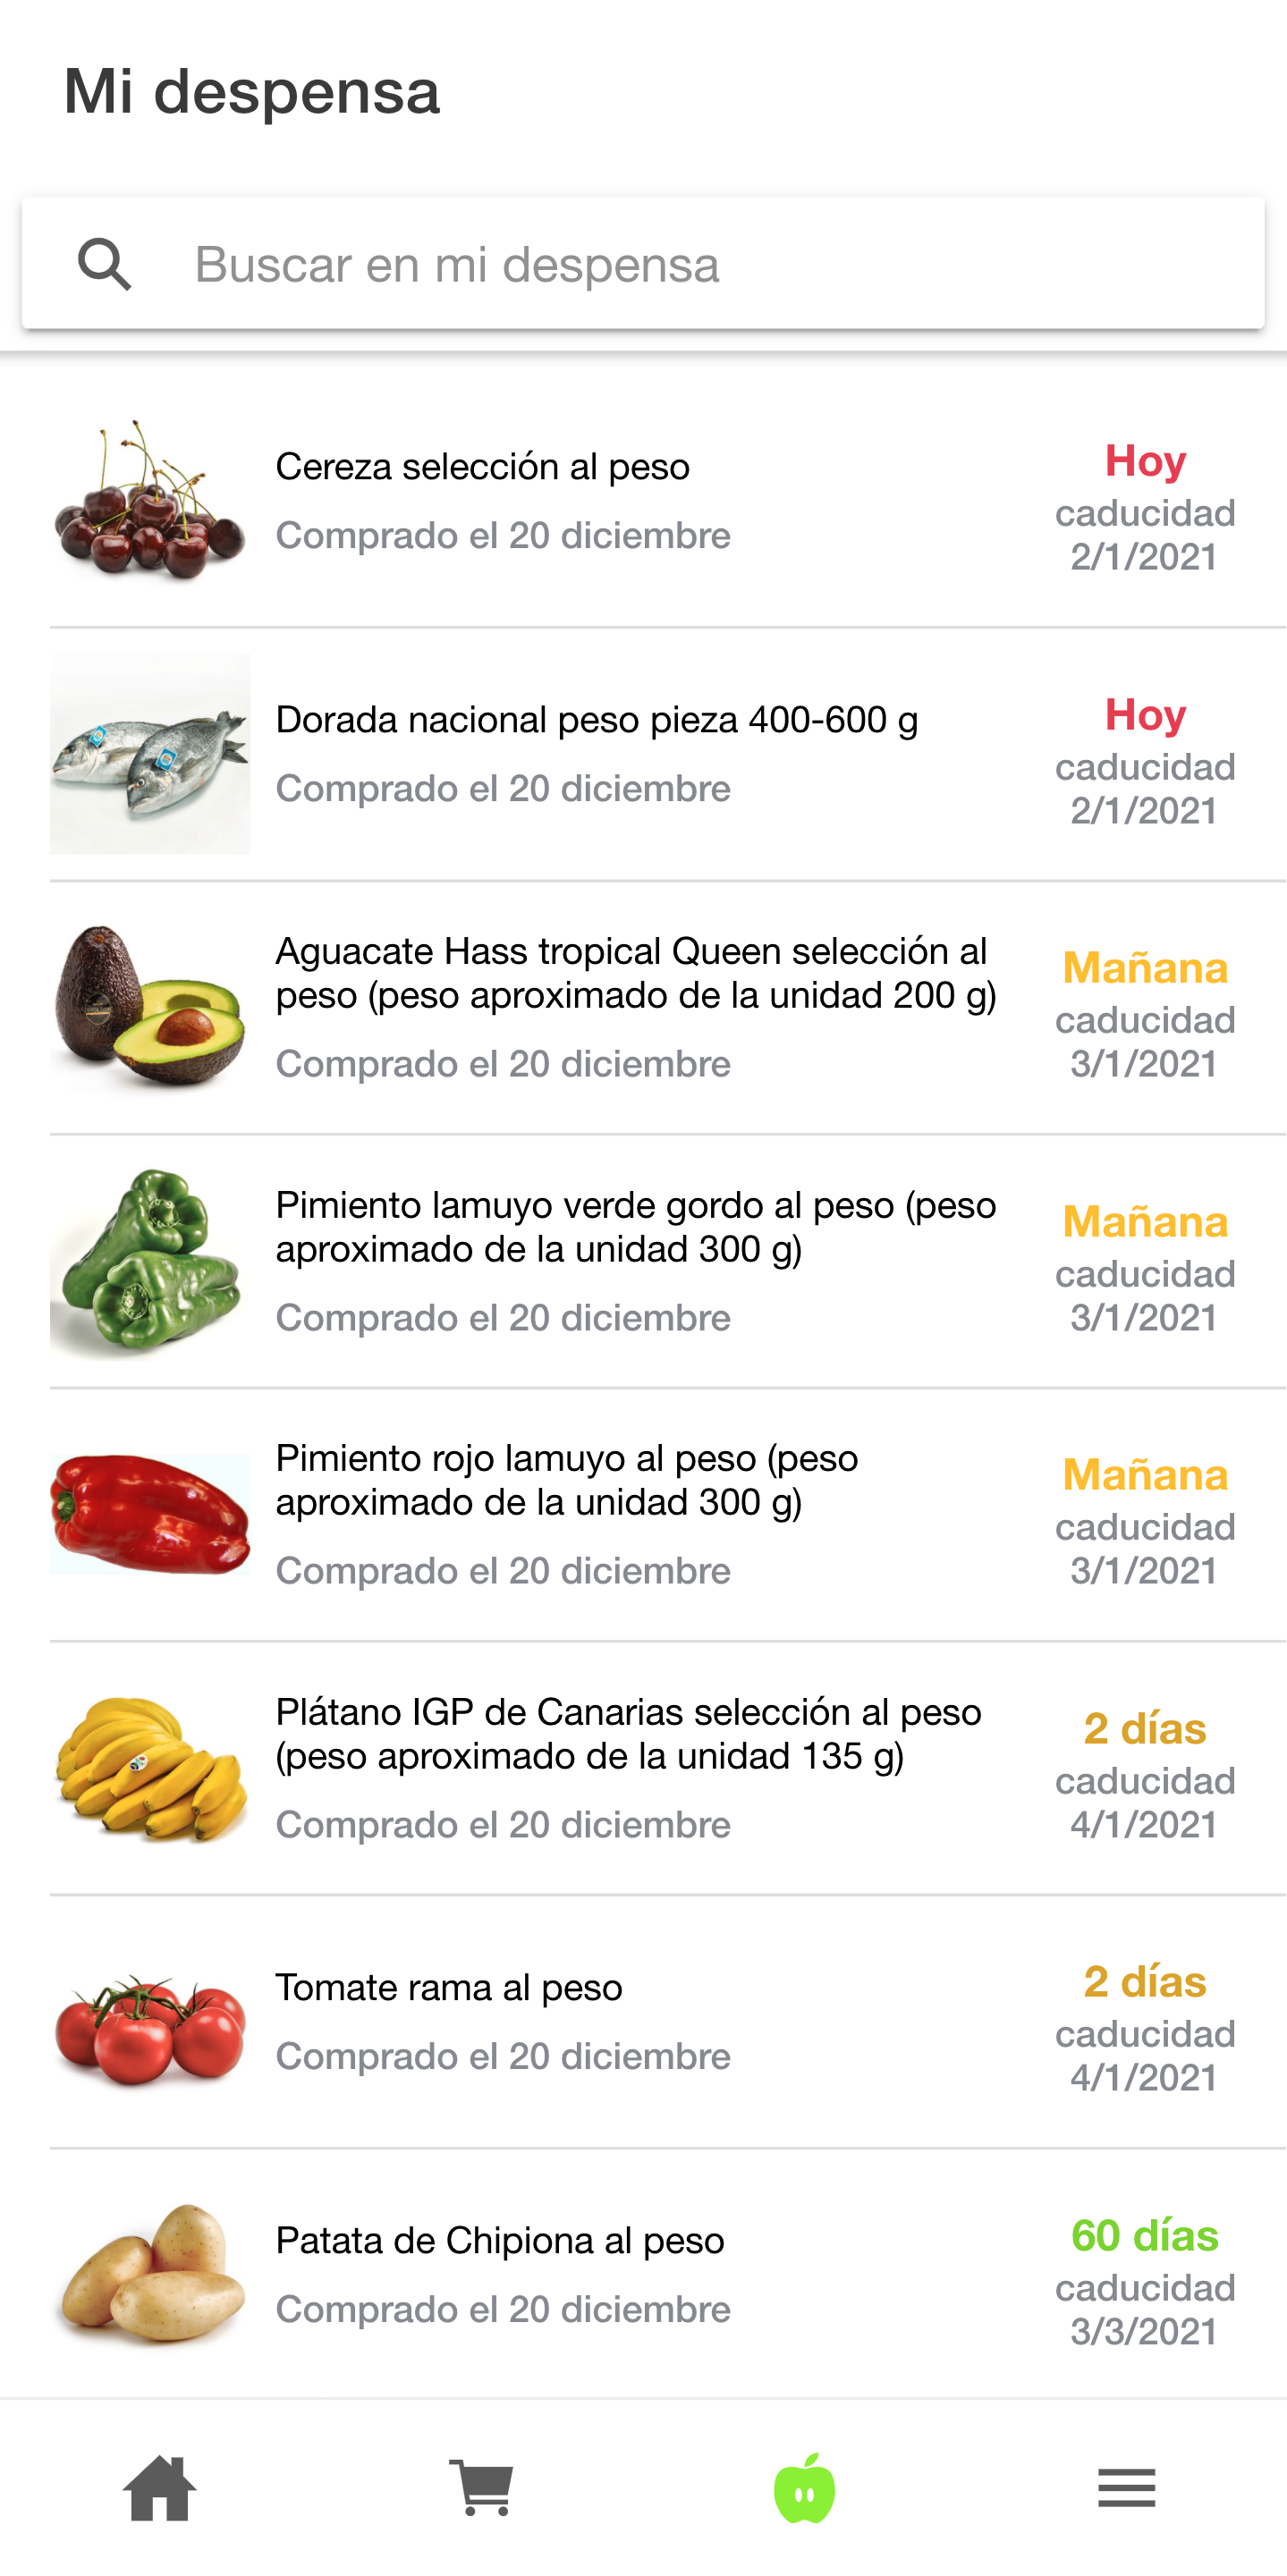 Mi despensa
Buscar en mi despensa
Cereza selección al peso
Comprado el 20 diciembre
Hoy
caducidad
2/1/2021
Dorada nacional peso pieza 400-600 g
Comprado el 20 diciembre
Hoy
caducidad
2/1/2021
Aguacate Hass tropical Queen selección al
peso (peso aproximado de la unidad 200 g)
Comprado el 20 diciembre
Mañana
caducidad
3/1/2021
Pimiento lamuyo verde gordo al peso (peso
aproximado de la unidad 300 g)
Comprado el 20 diciembre
Mañana
caducidad
3/1/2021
Pimiento rojo lamuyo al peso (peso
aproximado de la unidad 300 g)
Comprado el 20 diciembre
Mañana
caducidad
3/1/2021
Plátano IGP de Canarias selección al peso
(peso aproximado de la unidad 135 g)
Comprado el 20 diciembre
2 días
caducidad
4/1/2021
Tomate rama al peso
Comprado el 20 diciembre
2 días
caducidad
4/1/2021
Patata de Chipiona al peso
Comprado el 20 diciembre
60 días
caducidad
3/3/2021